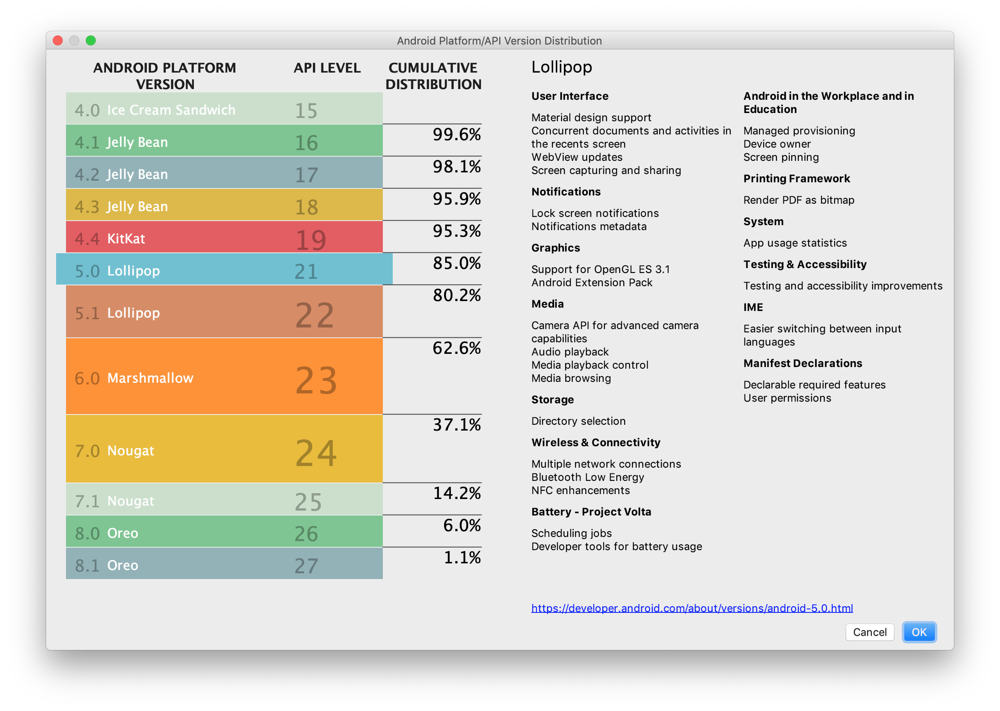 Android Platform/API Version Distribution
ANDROID PLATFORM
VERSION
API LEVEL
CUMULATIVE
DISTRIBUTION
4.0 Ice Cream Sandwich 15
99.6%
4.1 Jelly Bean 16
98.1%
4.2 Jelly Bean 17
95.9%
4.3 Jelly Bean 18
95.3%
4.4 KitKat 19
85.0%
5.0 Lollipop 21
80.2%
5.1 Lollipop 22
62.6%
6.0 Marshmallow 23
37.1%
7.0 Nougat 24
14.2%
7.1 Nougat 25
6.0%
8.0 Oreo 26
1.1%
8.1 Oreo 27
Lollipop
User Interface
Material design support
Concurrent documents and activities in
the recents screen
WebView updates
Screen capturing and sharing
Notifications
Lock screen notifications
Notifications metadata
Graphics
Support for OpenGL ES 3.1
Android Extension Pack
Media
Camera API for advanced camera
capabilities
Audio playback
Media playback control
Media browsing
Storage
Directory selection
Wireless & Connectivity
Multiple network connections
Bluetooth Low Energy
NFC enhancements
Battery - Project Volta
Scheduling jobs
Developer tools for battery usage
Android in the Workplace and in
Education
Managed provisioning
Device owner
Screen pinning
Printing Framework
Render PDF as bitmap
System
App usage statistics
Testing & Accessibility
Testing and accessibility improvements
IME
Easier switching between input
languages
Manifest Declarations
Declarable required features
User permissions
https://developer.android.com/about/versions/android-5.0.html
Cancel
OK